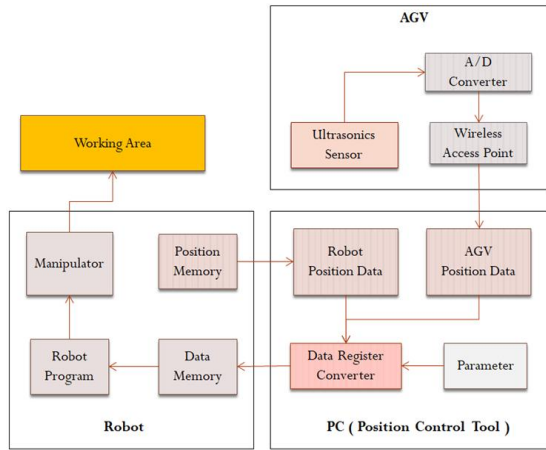 AGV
A/D
Converter
Ultrasonics
Sensor
Wireless
Access Point
Working Area
Manipulator
Position
Memory
Robot
Position Data
AGV
Position Data
Robot
Program
Data
Memory
Data Register
Converter
Parameter
Robot
PC ( Position Control Tool )